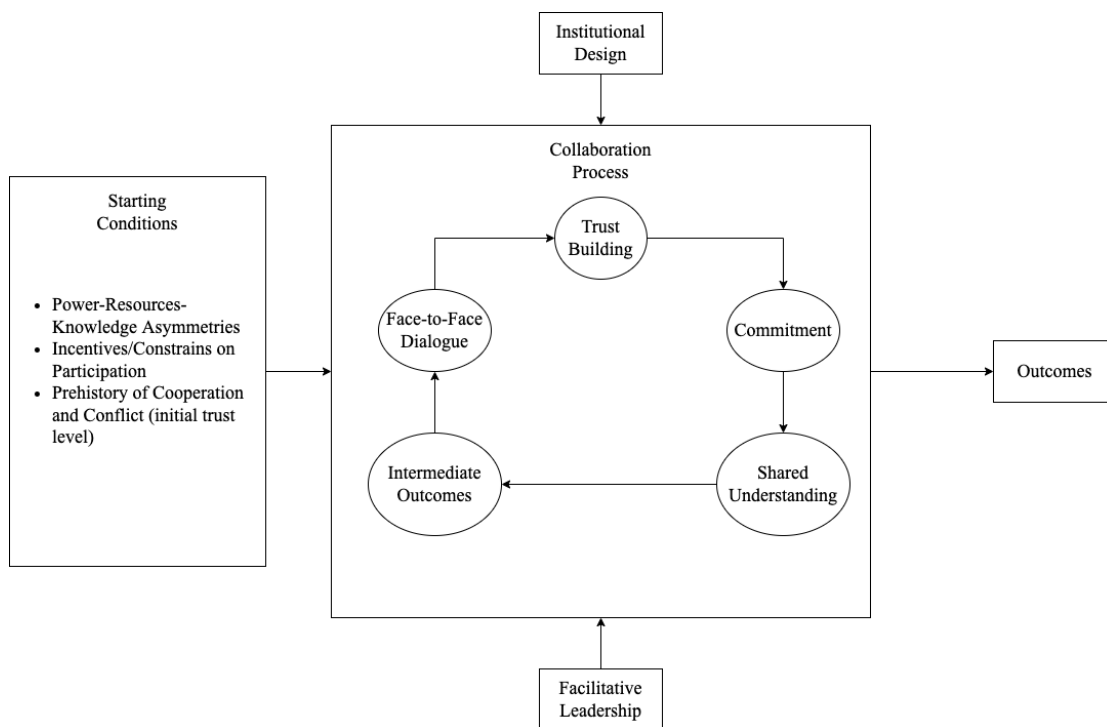 Institutional
Design
Collaboration
Process
Starting
Conditions
• Power-Resources-
Knowledge Asymmetries
• Incentives/Constrains on
Participation
• Prehistory of Cooperation
and Conflict (initial trust
level)
Trust
Building
Face-to-Face
Dialogue
Commitment
Outcomes
Intermediate
Outcomes
Shared
Understanding
Facilitative
Leadership